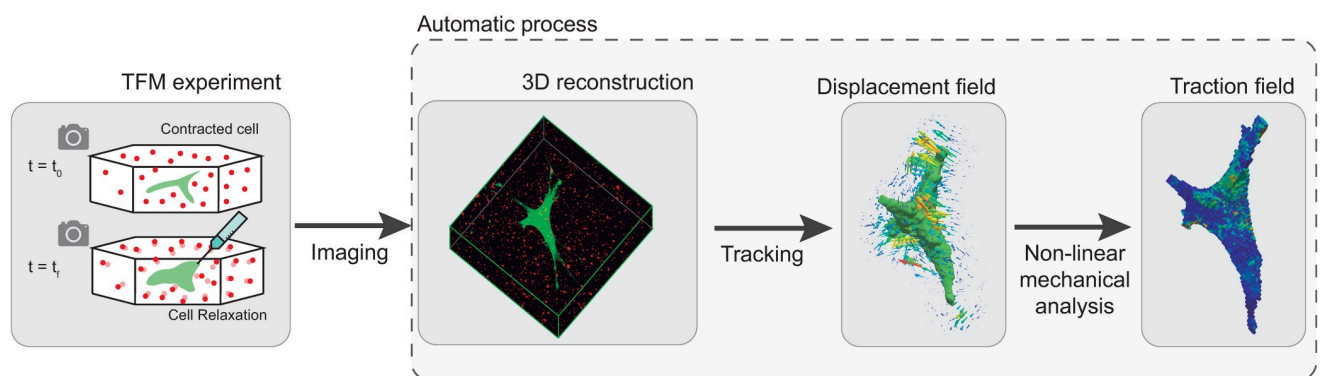 Automatic process
TFM experiment
3D reconstruction
Displacement field
Traction field
Contracted cell
t = t₀
t = tf
Cell Relaxation
Imaging
Tracking
Non-linear
mechanical
analysis